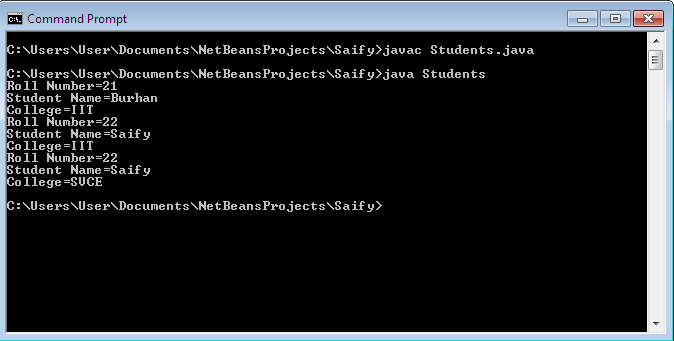 Command Prompt
C:\Users\User\Documents\NetBeansProjects\Saify>javac Students.java
C:\Users\User\Documents\NetBeansProjects\Saify>java Students
Roll Number=21
Student Name=Burhan
College=IIT
Roll Number=22
Student Name=Saify
College=IIT
Roll Number=22
Student Name=Saify
College=SVCE
C:\Users\User\Documents\NetBeansProjects\Saify>